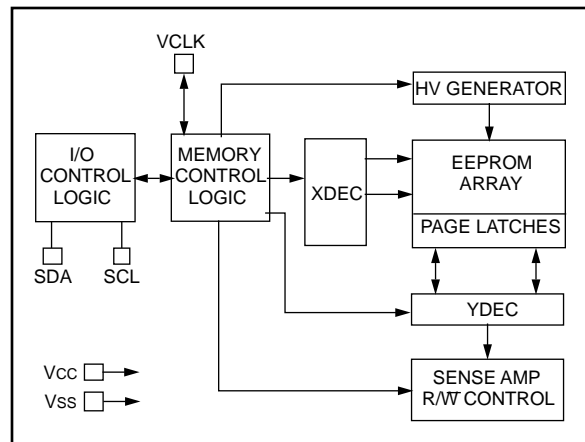 VCLK
HV GENERATOR
I/O
CONTROL
LOGIC
MEMORY
CONTROL
LOGIC
XDEC
EEPROM
ARRAY
PAGE LATCHES
SDA
SCL
YDEC
VCC
VSS
SENSE AMP
R/W̅ CONTROL